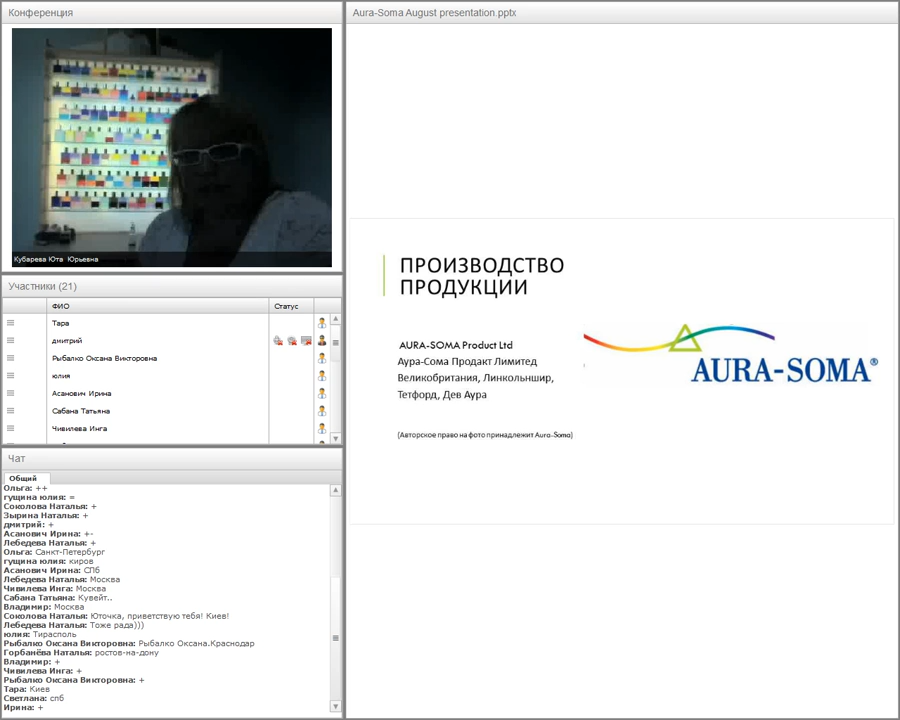 Конференция
Кубарева Юта Юрьевна
Участники (21)
ФИО Статус
Тара
дмитрий
Рыбалко Оксана Викторовна
юлия
Асанович Ирина
Сабана Татьяна
Чивилева Инга
Чат
Общий
Ольга: ++
гущина юлия: =
Соколова Наталья: +
Зырина Наталья: +
дмитрий: +
Асанович Ирина: +-
Лебедева Наталья: +
Ольга: Санкт-Петербург
гущина юлия: киров
Асанович Ирина: СПб
Лебедева Наталья: Москва
Чивилева Инга: Москва
Сабана Татьяна: Кувейт..
Владимир: Москва
Соколова Наталья: Юточка, приветствую тебя! Киев!
Лебедева Наталья: Тоже рада)))
юлия: Тирасполь
Рыбалко Оксана Викторовна: Рыбалко Оксана.Краснодар
Горбанёва Наталья: ростов-на-дону
Владимир: +
Чивилева Инга: +
Рыбалко Оксана Викторовна: +
Тара: Киев
Светлана: спб
Ирина: +
Aura-Soma August presentation.pptx
ПРОИЗВОДСТВО
ПРОДУКЦИИ
AURA-SOMA Product Ltd
Аура-Сома Продакт Лимитед
Великобритания, Линкольншир,
Тетфорд, Дев Аура
(Авторское право на фото принадлежит Aura-Soma)
AURA-SOMA®